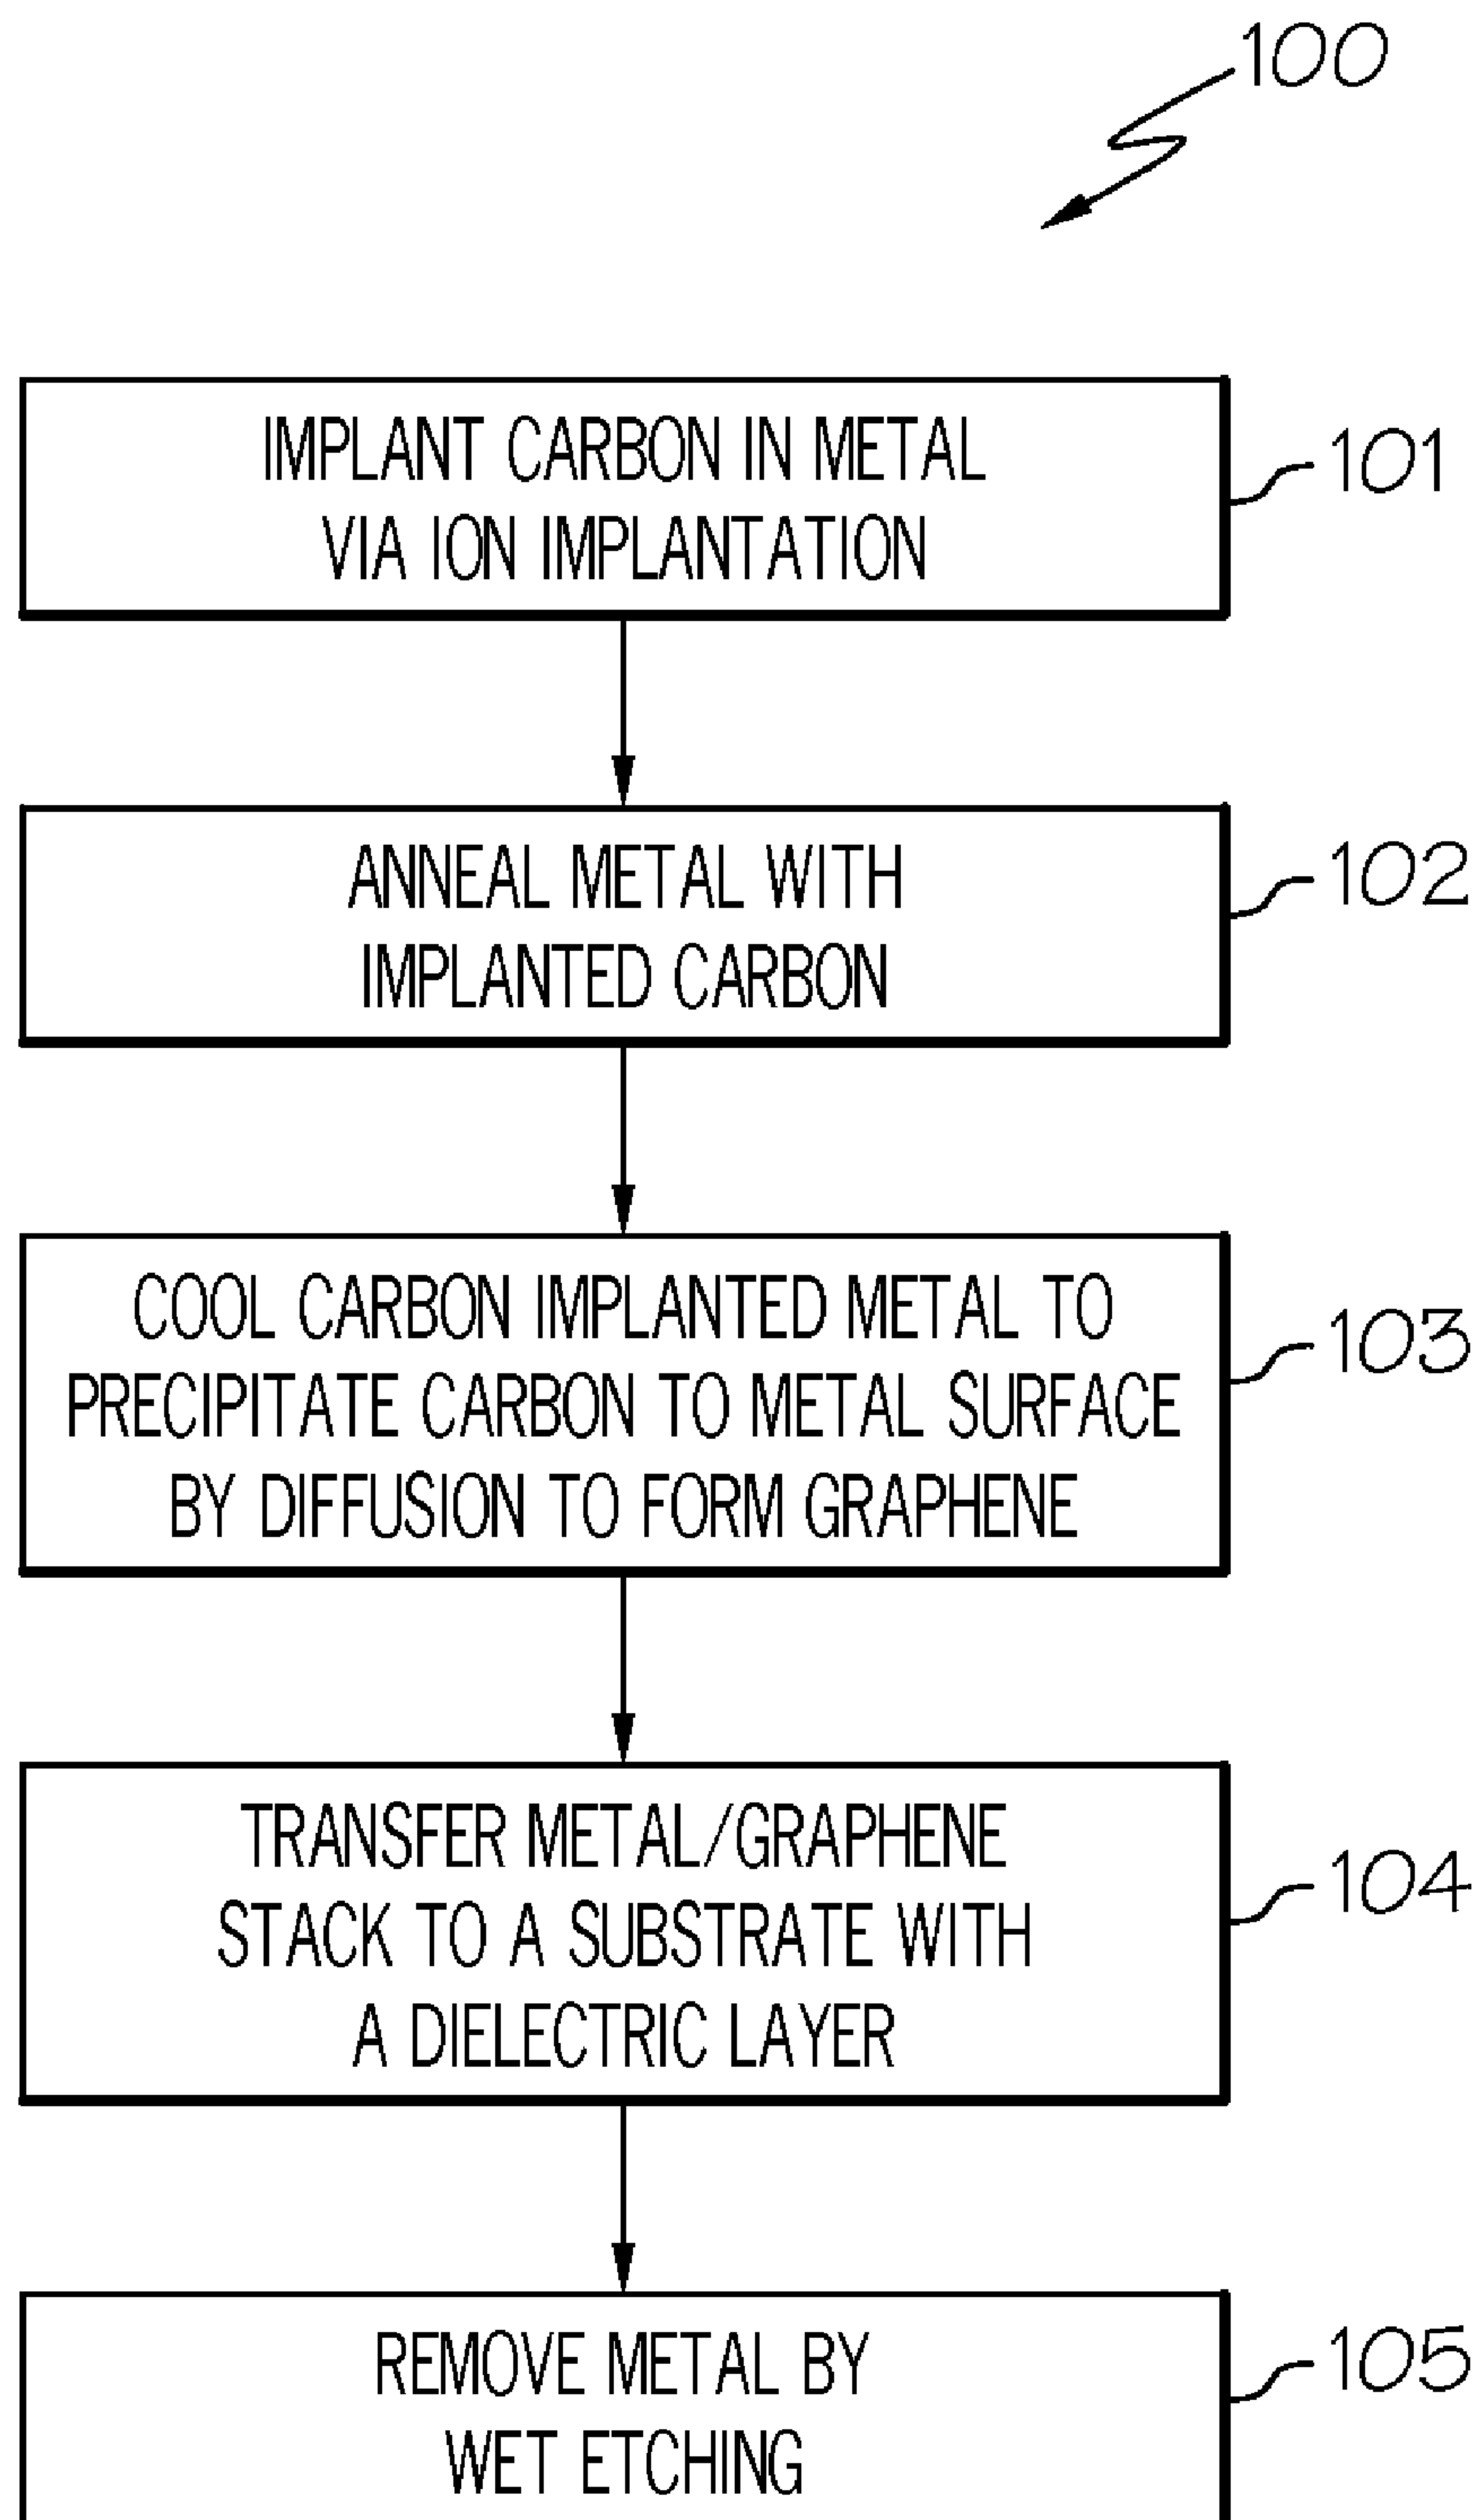 100
IMPLANT CARBON IN METAL
VIA ION IMPLANTATION
101
ANNEAL METAL WITH
IMPLANTED CARBON
102
COOL CARBON IMPLANTED METAL TO
PRECIPITATE CARBON TO METAL SURFACE
BY DIFFUSION TO FORM GRAPHENE
103
TRANSFER METAL/GRAPHENE
STACK TO A SUBSTRATE WITH
A DIELECTRIC LAYER
104
REMOVE METAL BY
WET ETCHING
105